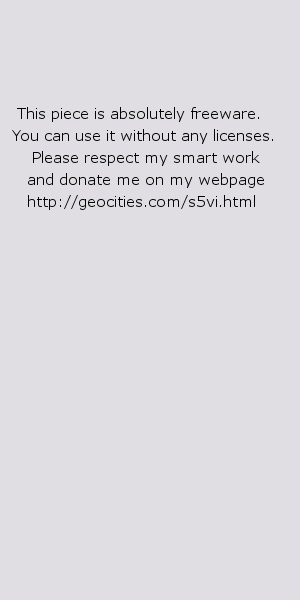 This piece is absolutely freeware.
You can use it without any licenses.
Please respect my smart work
and donate me on my webpage
http://geocities.com/s5vi.html